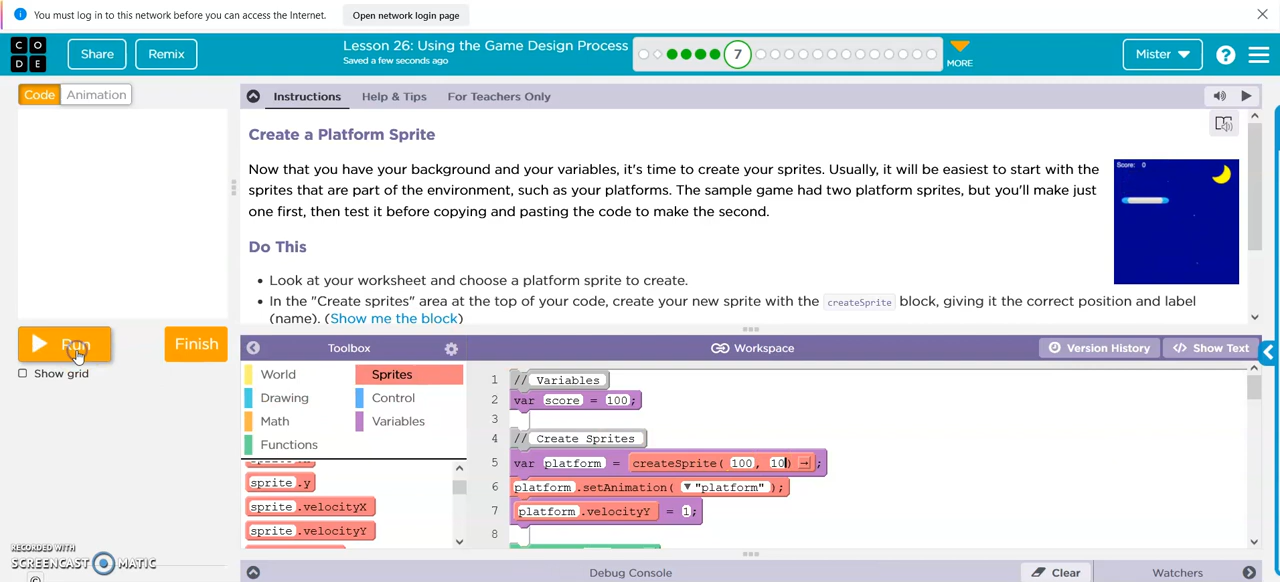 You must log in to this network before you can access the Internet. Open network login page
C O D E Share Remix Lesson 26: Using the Game Design Process 7 MORE Mister ?
Saved a few seconds ago
Code Animation Instructions Help & Tips For Teachers Only
Create a Platform Sprite
Now that you have your background and your variables, it's time to create your sprites. Usually, it will be easiest to start with the
sprites that are part of the environment, such as your platforms. The sample game had two platform sprites, but you'll make just
one first, then test it before copying and pasting the code to make the second.
Score: 0
Do This
• Look at your worksheet and choose a platform sprite to create.
• In the "Create sprites" area at the top of your code, create your new sprite with the createSprite block, giving it the correct position and label
(name). (Show me the block)
Run Finish
Show grid
Toolbox Workspace Version History </> Show Text
World Sprites
Drawing Control
Math Variables
Functions
sprite .y
sprite .velocityX
sprite .velocityY
1 // Variables
2 var score = 100;
3
4 // Create Sprites
5 var platform = createSprite( 100, 10) → ;
6 platform .setAnimation( ▼ "platform" );
7 platform .velocityY = 1;
8
RECORDED WITH
SCREENCAST MATIC
Debug Console Clear Watchers